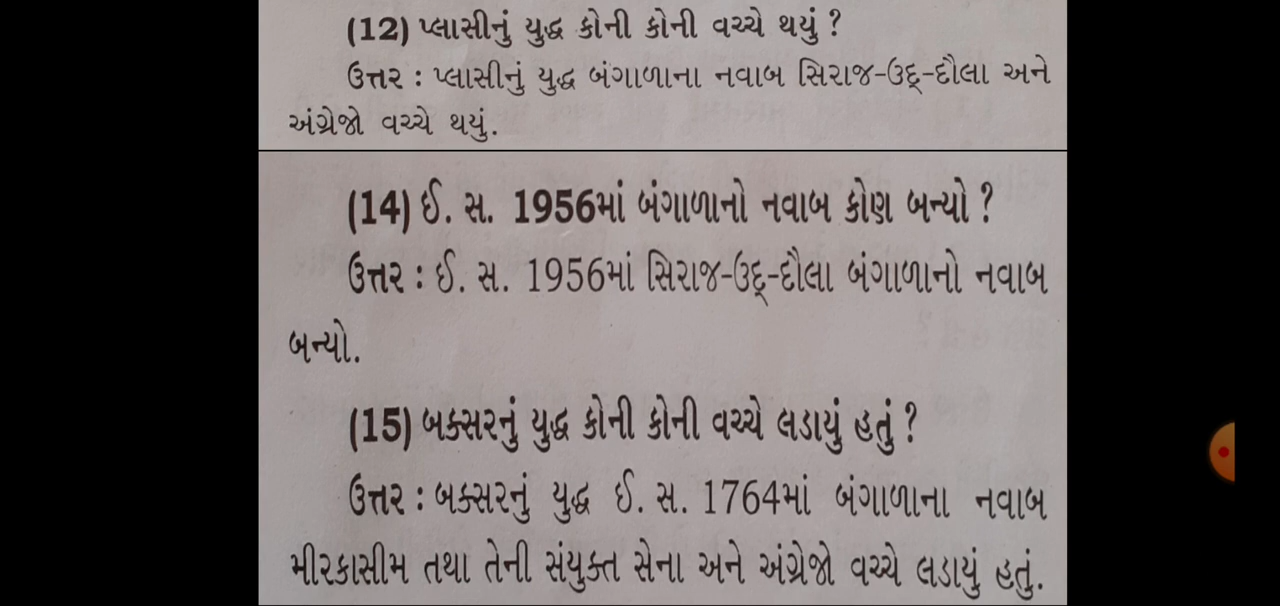 (12) પ્લાસીનું યુદ્ધ કોની કોની વચ્ચે થયું ?
ઉત્તર : પ્લાસીનું યુદ્ધ બંગાળાના નવાબ સિરાજ-ઉદ્-દૌલા અને
અંગ્રેજો વચ્ચે થયું.
(14) ઈ. સ. 1956માં બંગાળાનો નવાબ કોણ બન્યો ?
ઉત્તર : ઈ. સ. 1956માં સિરાજ-ઉદ્-દૌલા બંગાળાનો નવાબ
બન્યો.
(15) બક્સરનું યુદ્ધ કોની કોની વચ્ચે લડાયું હતું ?
ઉત્તર : બક્સરનું યુદ્ધ ઈ. સ. 1764માં બંગાળાના નવાબ
મીરકાસીમ તથા તેની સંયુક્ત સેના અને અંગ્રેજો વચ્ચે લડાયું હતું.